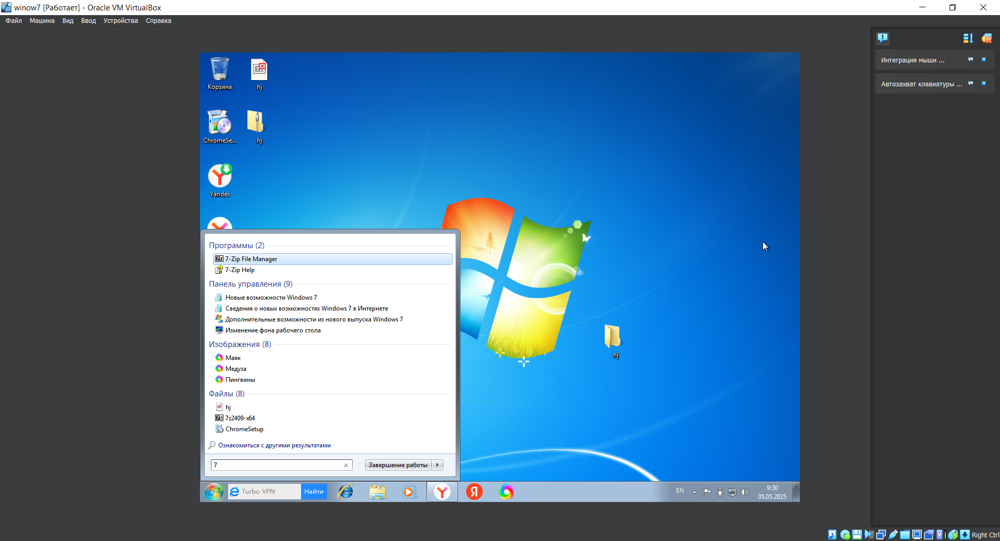 winow7 [Работает] - Oracle VM VirtualBox
Файл Машина Вид Ввод Устройства Справка
Интеграция мыши ...
Автозахват клавиатуры ...
Корзина
hj
ChromeSe...
hj
Yandex
hj
Программы (2)
7-Zip File Manager
7-Zip Help
Панель управления (9)
Новые возможности Windows 7
Сведения о новых возможностях Windows 7 в Интернете
Дополнительные возможности из нового выпуска Windows 7
Изменение фона рабочего стола
Изображения (8)
Маяк
Медуза
Пингвины
Файлы (8)
hj
7z2409-x64
ChromeSetup
Ознакомиться с другими результатами
7
Завершение работы
Turbo VPN Найти
EN
9:30
05.05.2025
Right Ctrl